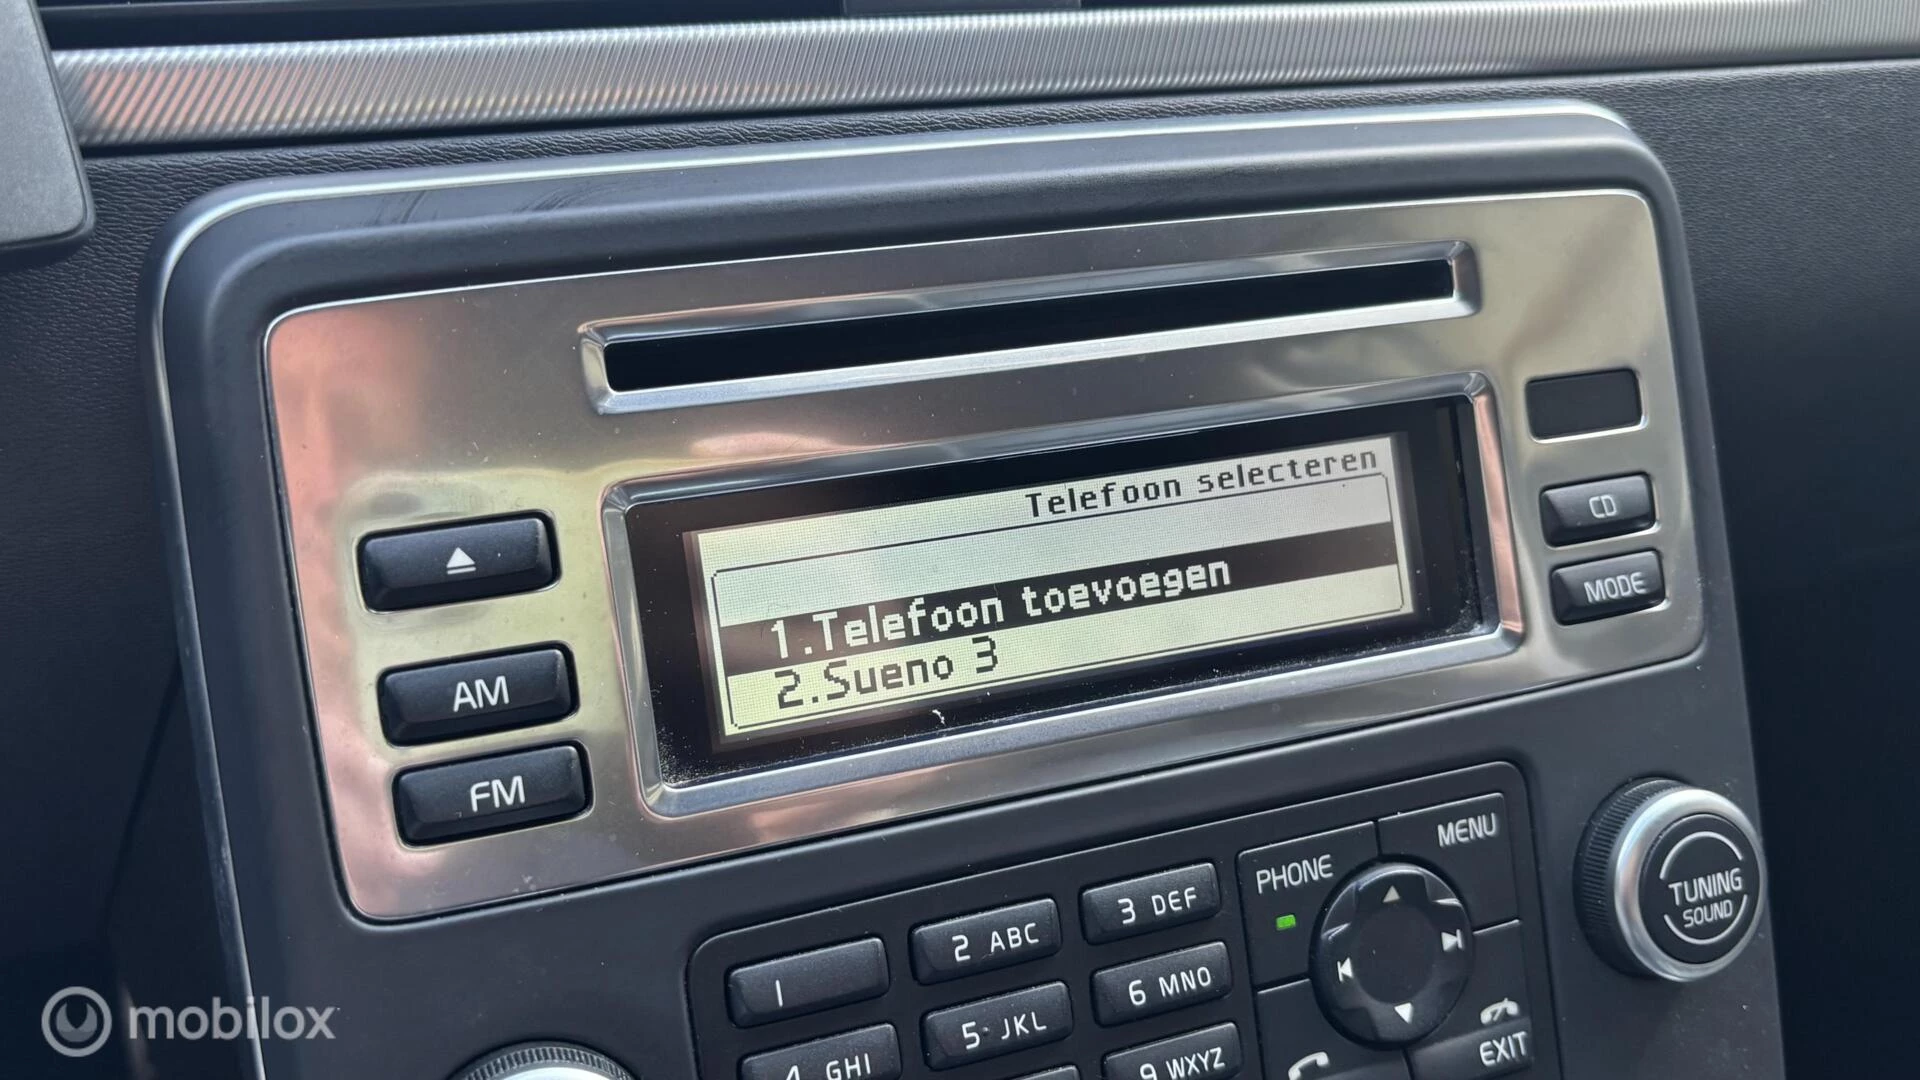 Telefoon selecteren
1.Telefoon toevoegen
2.Sueno 3
CD
MODE
AM
FM
MENU
PHONE
TUNING
SOUND
1
2 ABC
3 DEF
4 GHI
5 JKL
6 MNO
9 WXYZ
EXIT
mobilox